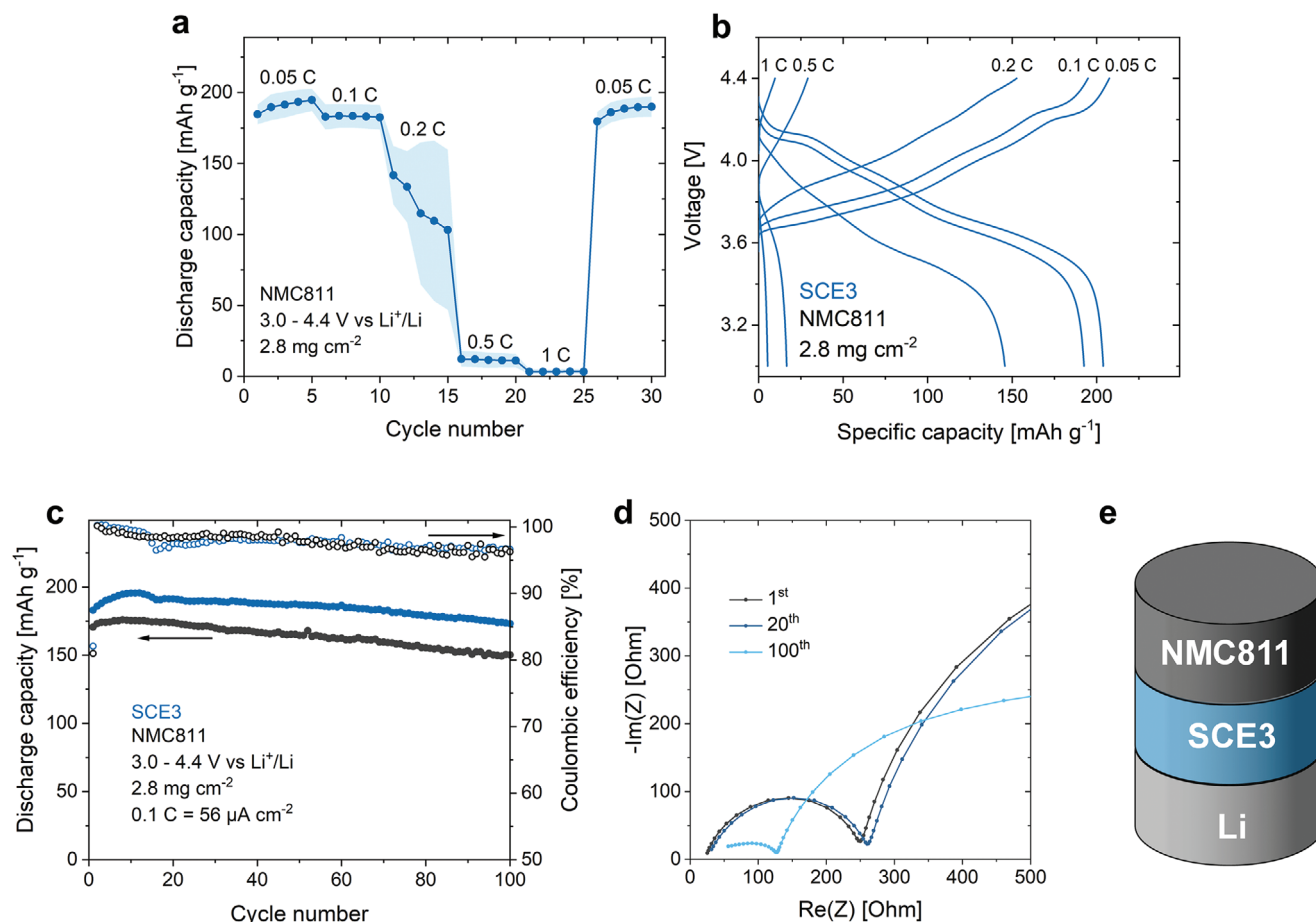 a
Discharge capacity [mAh g⁻¹]
200
150
100
50
0
0.05 C
0.1 C
0.2 C
0.5 C
1 C
0.05 C
NMC811
3.0 - 4.4 V vs Li⁺/Li
2.8 mg cm⁻²
0 5 10 15 20 25 30
Cycle number
b
Voltage [V]
4.4
4.0
3.6
3.2
1 C 0.5 C 0.2 C 0.1 C 0.05 C
SCE3
NMC811
2.8 mg cm⁻²
0 50 100 150 200
Specific capacity [mAh g⁻¹]
c
Discharge capacity [mAh g⁻¹]
200
150
100
50
0
SCE3
NMC811
3.0 - 4.4 V vs Li⁺/Li
2.8 mg cm⁻²
0.1 C = 56 µA cm⁻²
100
90
80
70
60
50
Coulombic efficiency [%]
0 20 40 60 80 100
Cycle number
d
-Im(Z) [Ohm]
500
400
300
200
100
0
1ˢᵗ
20ᵗʰ
100ᵗʰ
0 100 200 300 400 500
Re(Z) [Ohm]
e
NMC811
SCE3
Li